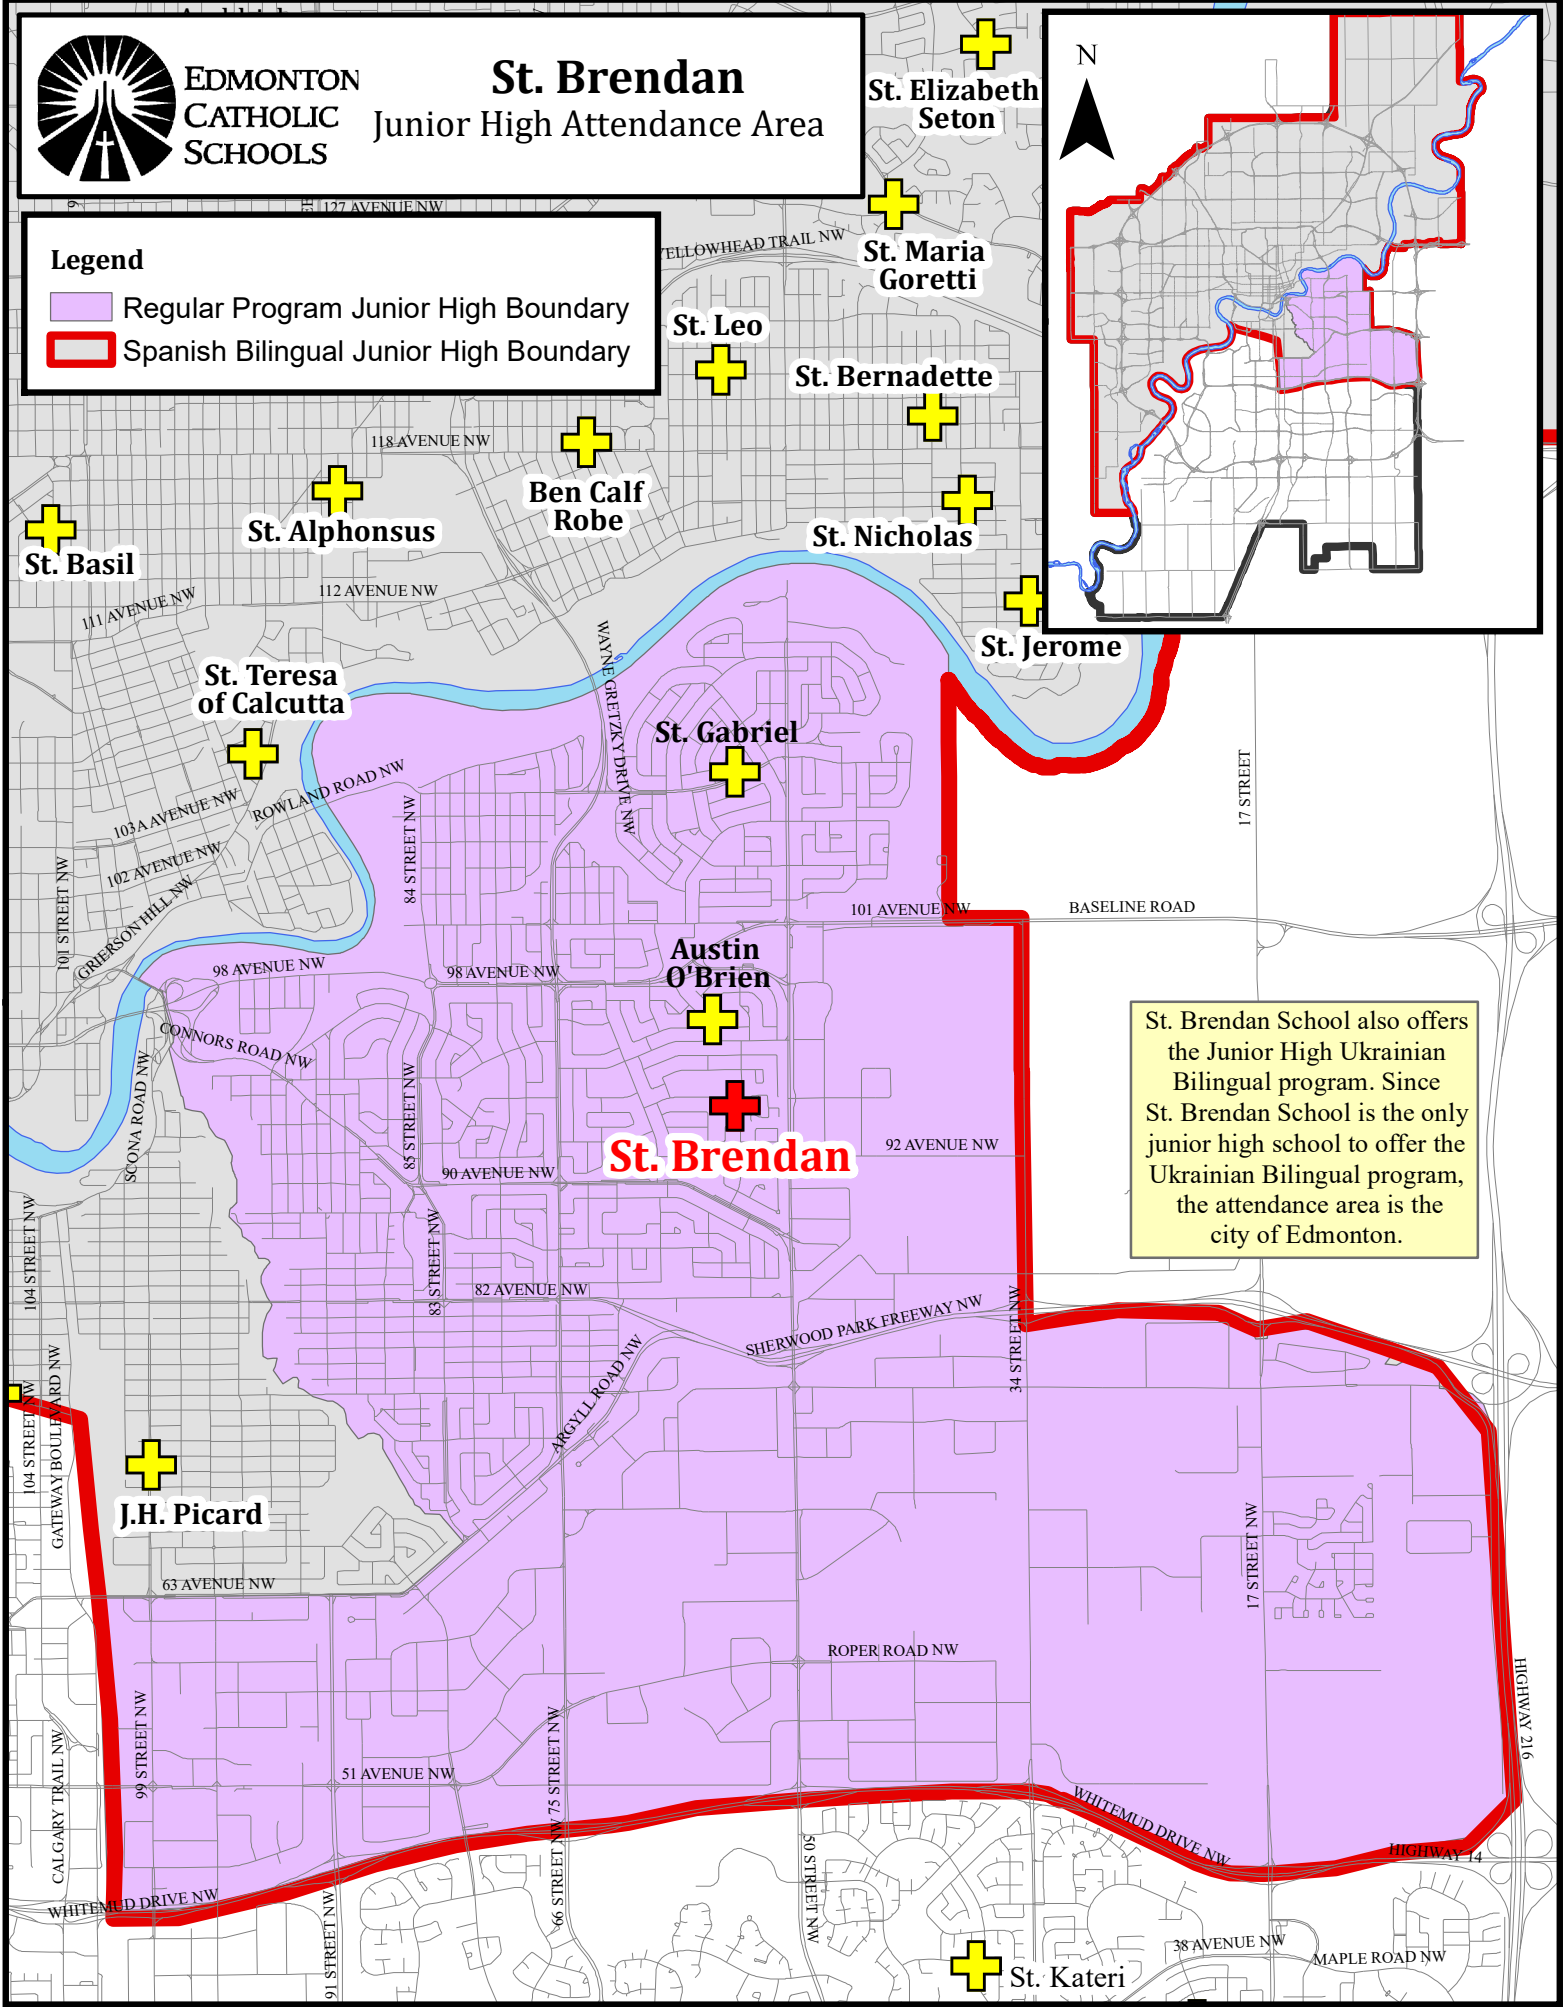 EDMONTON
CATHOLIC
SCHOOLS
St. Brendan
Junior High Attendance Area
Legend
Regular Program Junior High Boundary
Spanish Bilingual Junior High Boundary
N
St. Elizabeth
Seton
St. Maria
Goretti
127 AVENUE NW
YELLOWHEAD TRAIL NW
St. Leo
St. Bernadette
118 AVENUE NW
Ben Calf
Robe
St. Alphonsus
St. Nicholas
St. Basil
112 AVENUE NW
111 AVENUE NW
St. Jerome
St. Teresa
of Calcutta
WAYNE GRETZKY DRIVE NW
St. Gabriel
17 STREET
ROWLAND ROAD NW
103A AVENUE NW
84 STREET NW
102 AVENUE NW
101 STREET NW
GRIERSON HILL NW
101 AVENUE NW
BASELINE ROAD
Austin
O'Brien
98 AVENUE NW
98 AVENUE NW
CONNORS ROAD NW
St. Brendan School also offers
the Junior High Ukrainian
Bilingual program. Since
St. Brendan School is the only
junior high school to offer the
Ukrainian Bilingual program,
the attendance area is the
city of Edmonton.
SCONA ROAD NW
85 STREET NW
St. Brendan
92 AVENUE NW
90 AVENUE NW
104 STREET NW
83 STREET NW
82 AVENUE NW
SHERWOOD PARK FREEWAY NW
34 STREET NW
ARGYLL ROAD NW
104 STREET NW
GATEWAY BOULEVARD NW
J.H. Picard
17 STREET NW
63 AVENUE NW
ROPER ROAD NW
HIGHWAY 216
99 STREET NW
CALGARY TRAIL NW
51 AVENUE NW
75 STREET NW
66 STREET NW
50 STREET NW
WHITEMUD DRIVE NW
HIGHWAY 14
WHITEMUD DRIVE NW
91 STREET NW
38 AVENUE NW
MAPLE ROAD NW
St. Kateri